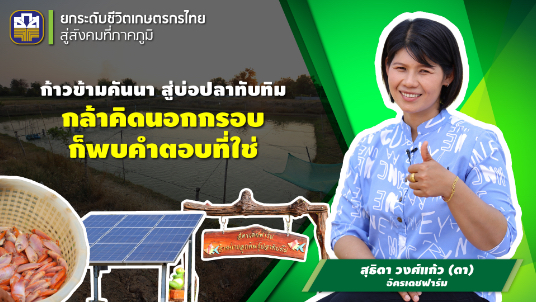 ยกระดับชีวิตเกษตรกรไทย
สู่สังคมที่ภาคภูมิ
ก้าวข้ามคันนา สู่บ่อปลาทับทิม
กล้าคิดนอกกรอบ
ก็พบคำตอบที่ใช่
สุธิดา วงศ์แก้ว (ดา)
อัครเดชฟาร์ม